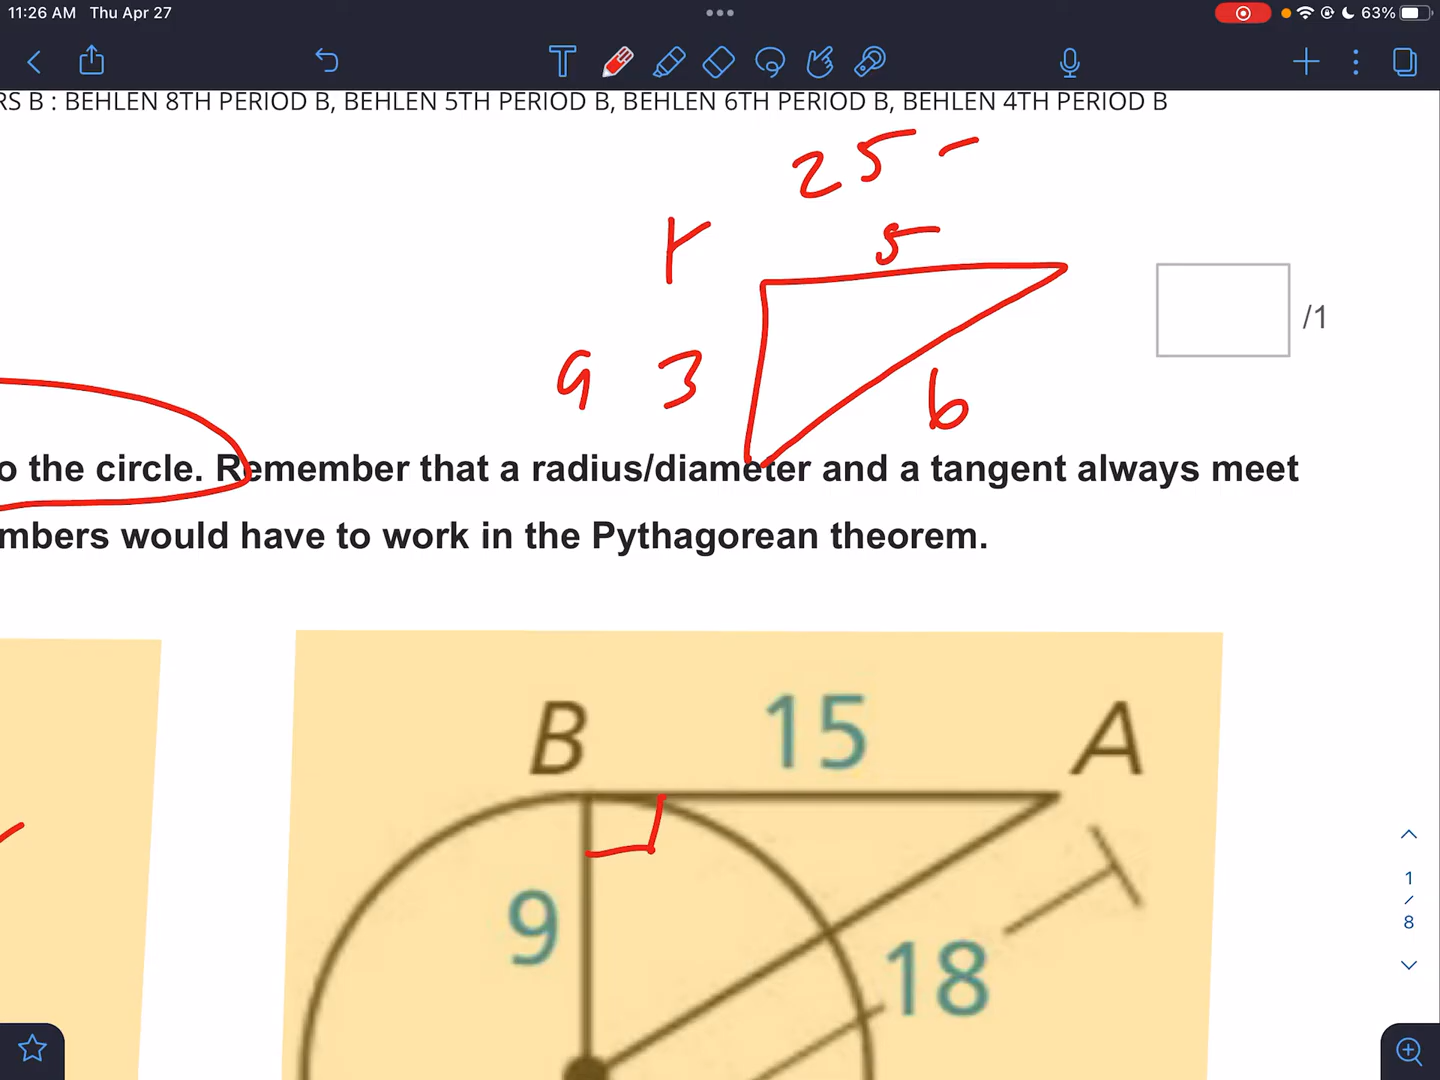 11:26 AM Thu Apr 27
63%
RS B : BEHLEN 8TH PERIOD B, BEHLEN 5TH PERIOD B, BEHLEN 6TH PERIOD B, BEHLEN 4TH PERIOD B
25 -
5
/1
9 3
6
o the circle. Remember that a radius/diameter and a tangent always meet
mbers would have to work in the Pythagorean theorem.
B 15 A
9
18
1
/
8